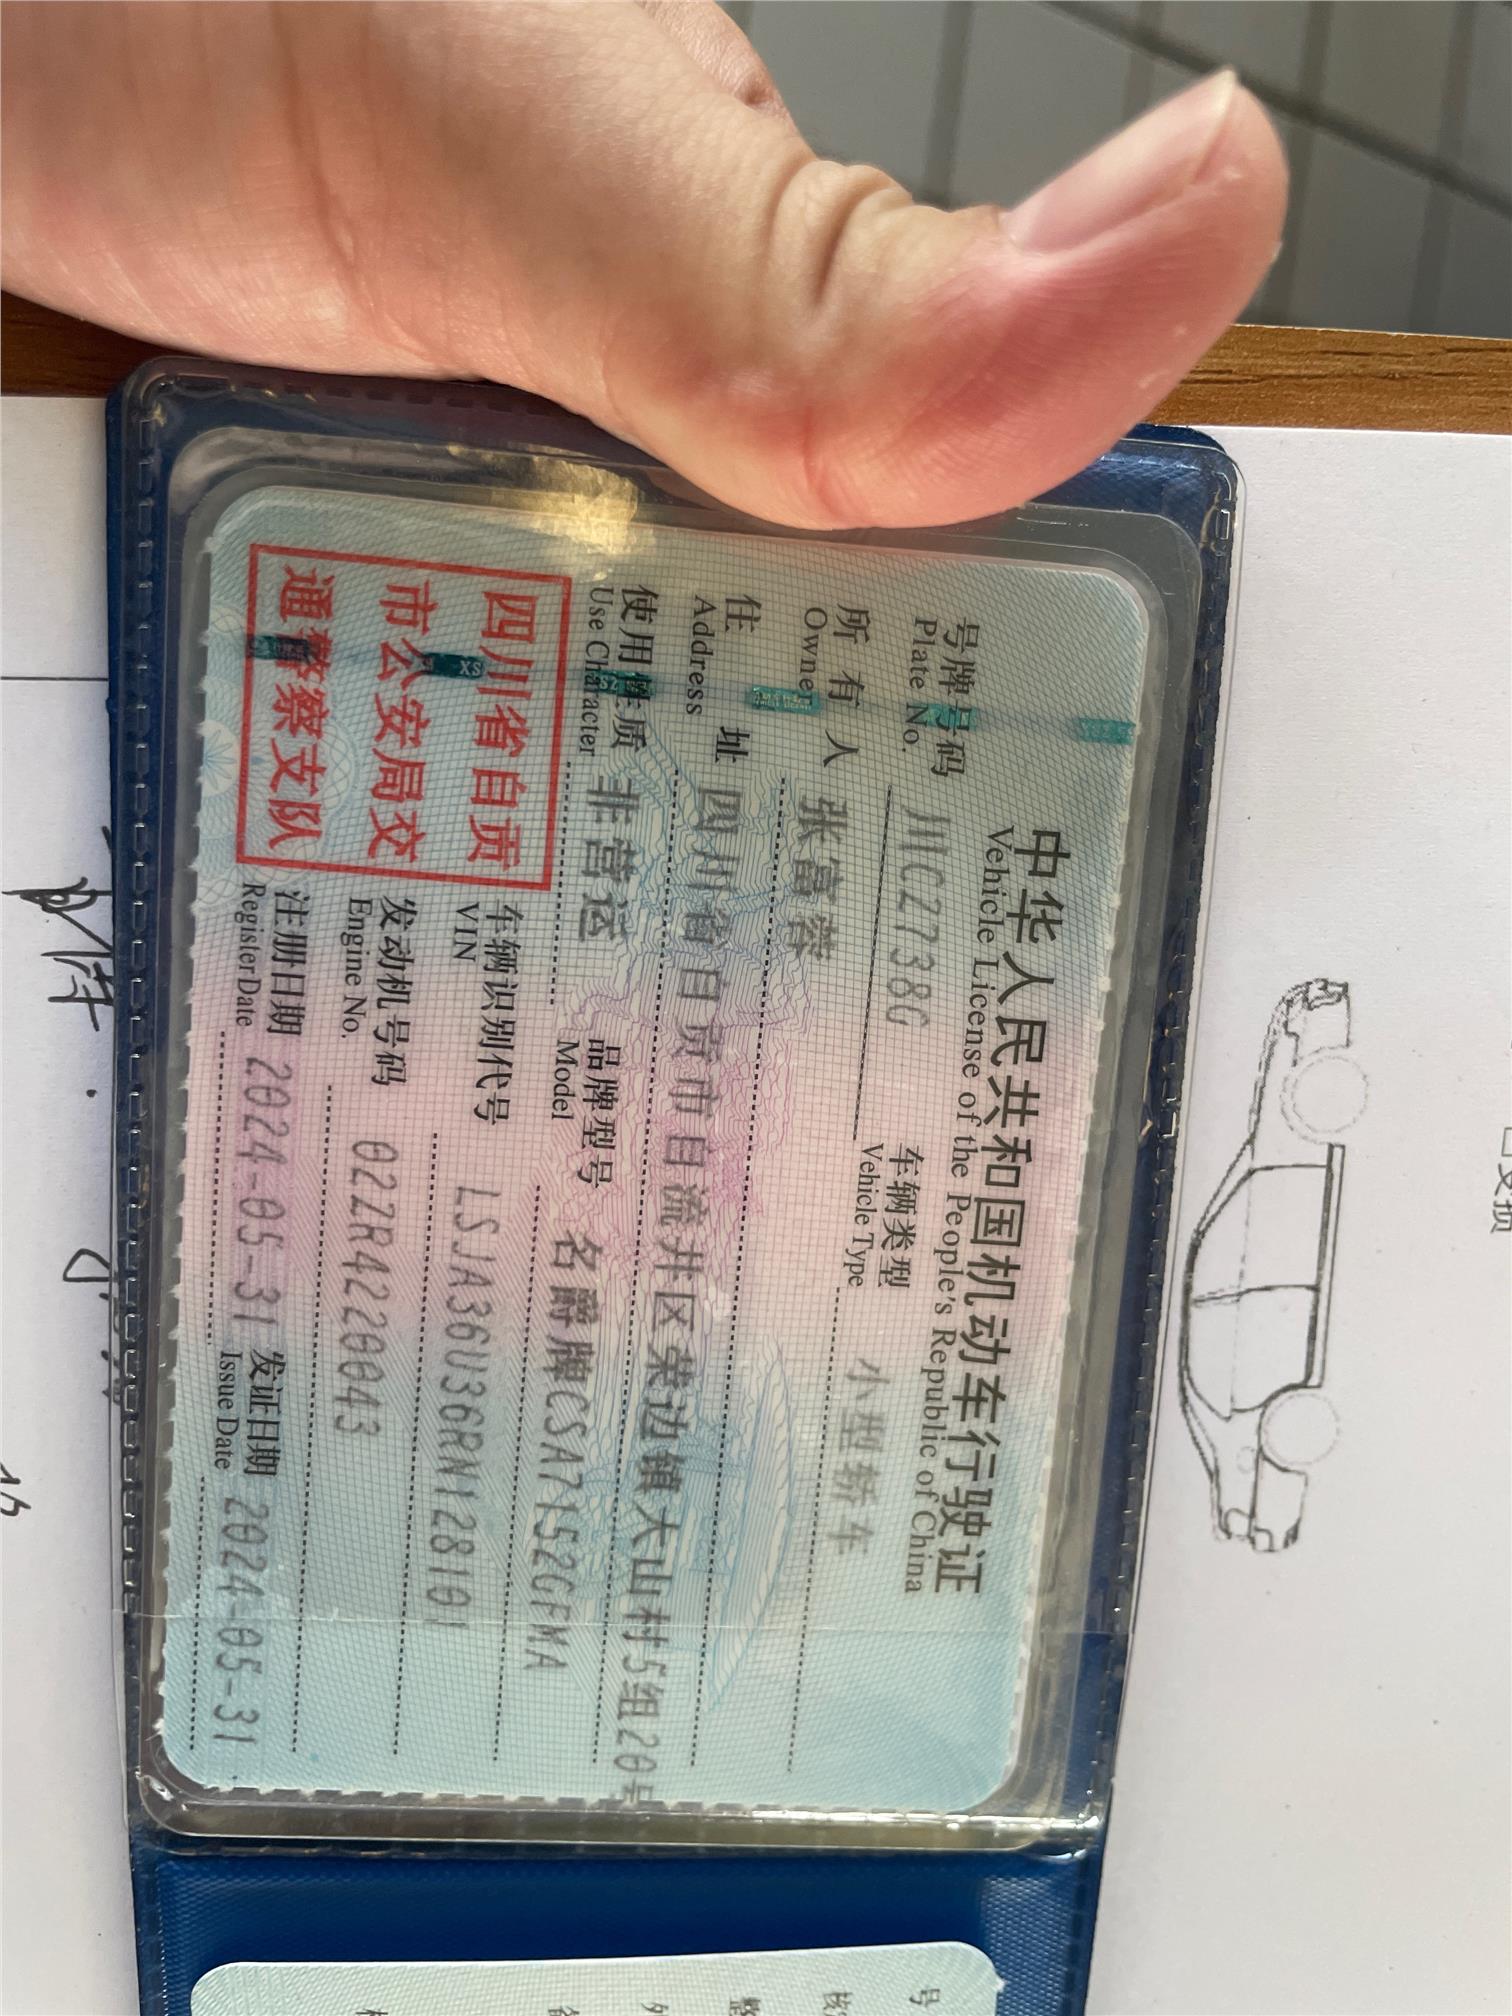 中华人民共和国机动车行驶证
Vehicle License of the People's Republic of China
号牌号码 川C2738G 车辆类型 小型轿车
Plate No. Vehicle Type
所有人 张富蓉
Owner
住址 四川省自贡市自流井区荣边镇大山村5组20号
Address
使用性质 非营运 品牌型号 名爵牌CSA7152GFMA
Use Character Model
四川省自贡
市公安局交
通警察支队
车辆识别代号 LSJA36U36RN128101
VIN
发动机号码 02ZR4220043
Engine No.
注册日期 2024-05-31 发证日期 2024-05-31
Register Date Issue Date
号